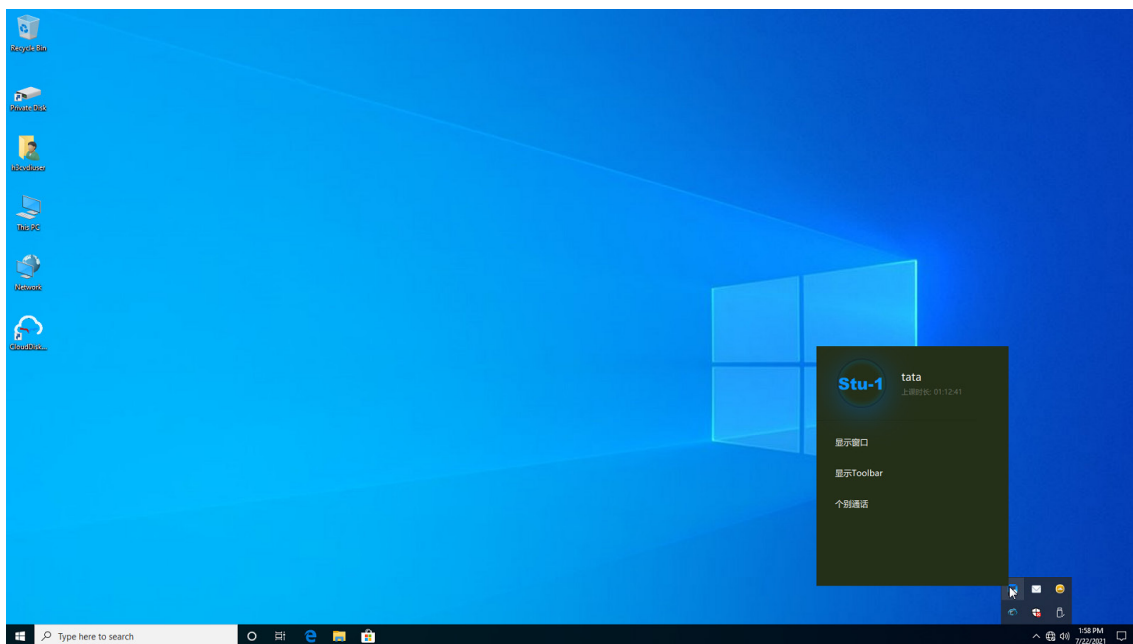 Recycle Bin
Private Disk
This PC
Network
CloudDisk...
Stu-1
tata
上课时长: 01:12:41
显示窗口
显示Toolbar
个别通话
Type here to search
1:58 PM
7/22/2021